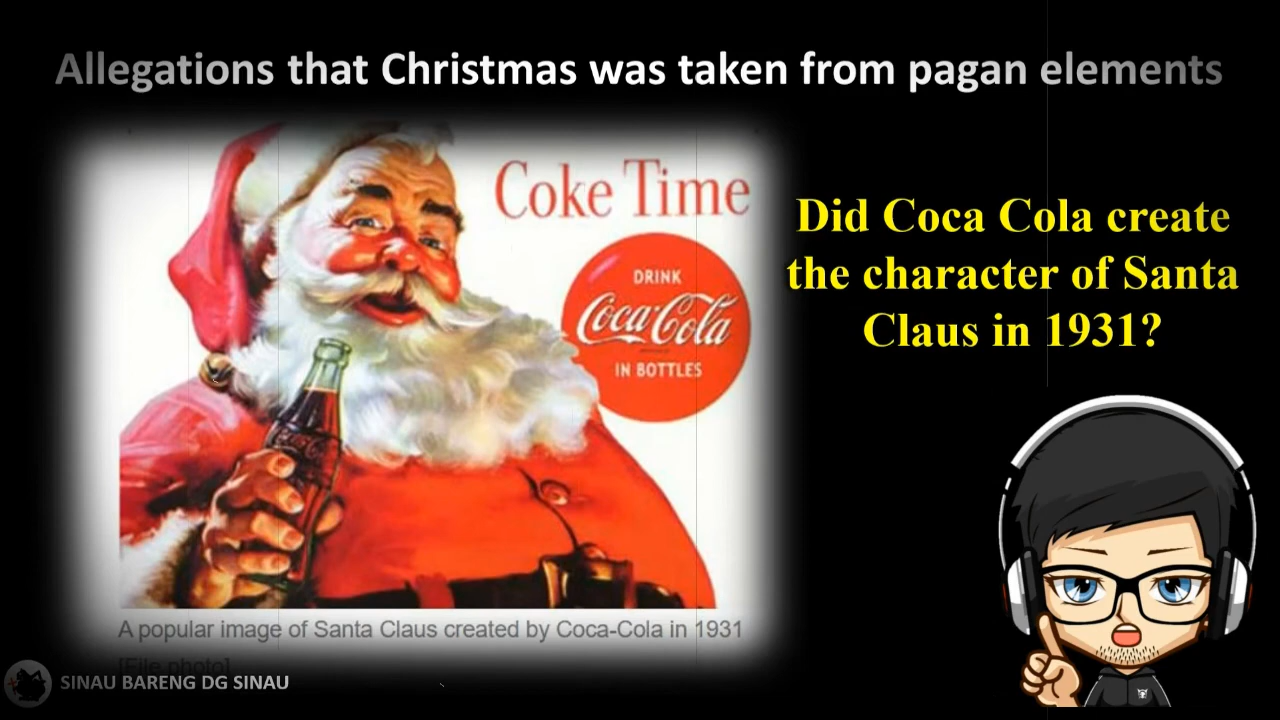 Allegations that Christmas was taken from pagan elements
Coke Time
DRINK
Coca-Cola
IN BOTTLES
Did Coca Cola create
the character of Santa
Claus in 1931?
A popular image of Santa Claus created by Coca-Cola in 1931
[File photo]
SINAU BARENG DG SINAU